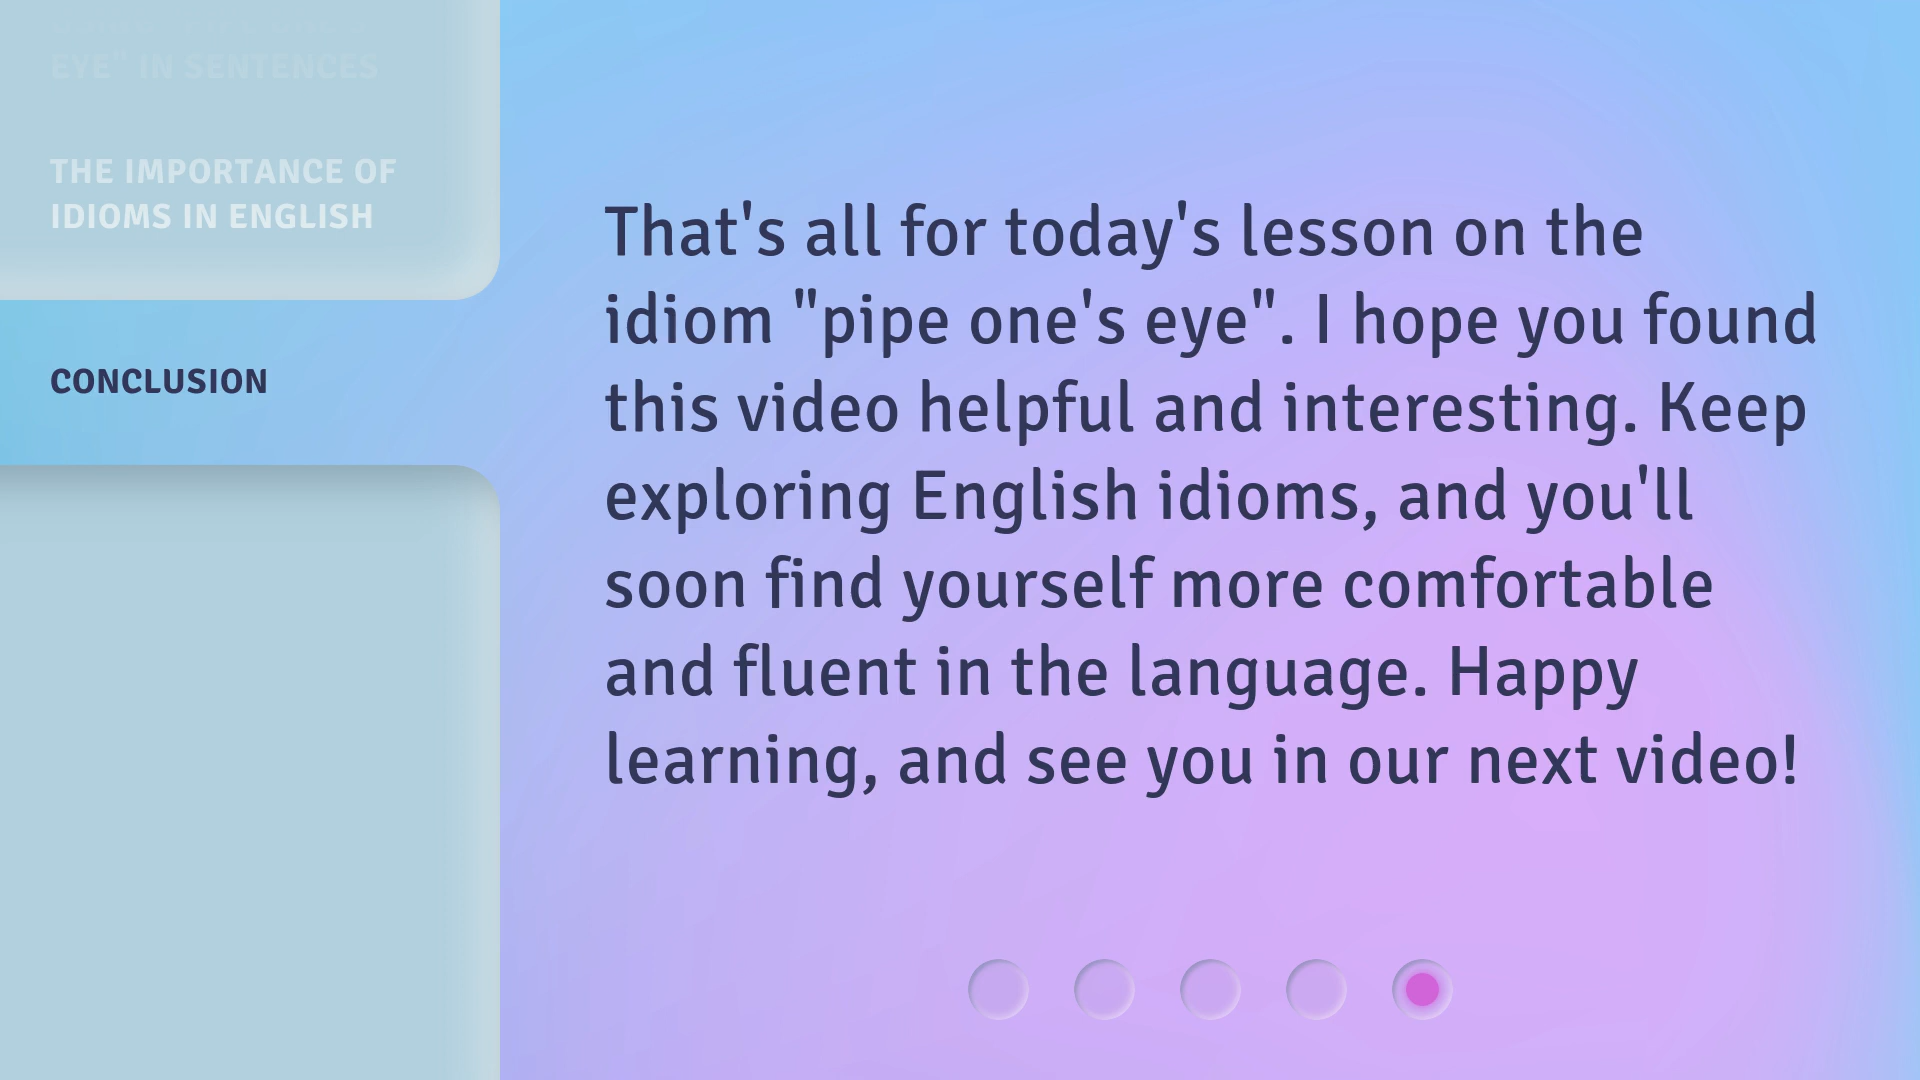 EYE" IN SENTENCES
THE IMPORTANCE OF
IDIOMS IN ENGLISH
CONCLUSION
That's all for today's lesson on the
idiom "pipe one's eye". I hope you found
this video helpful and interesting. Keep
exploring English idioms, and you'll
soon find yourself more comfortable
and fluent in the language. Happy
learning, and see you in our next video!